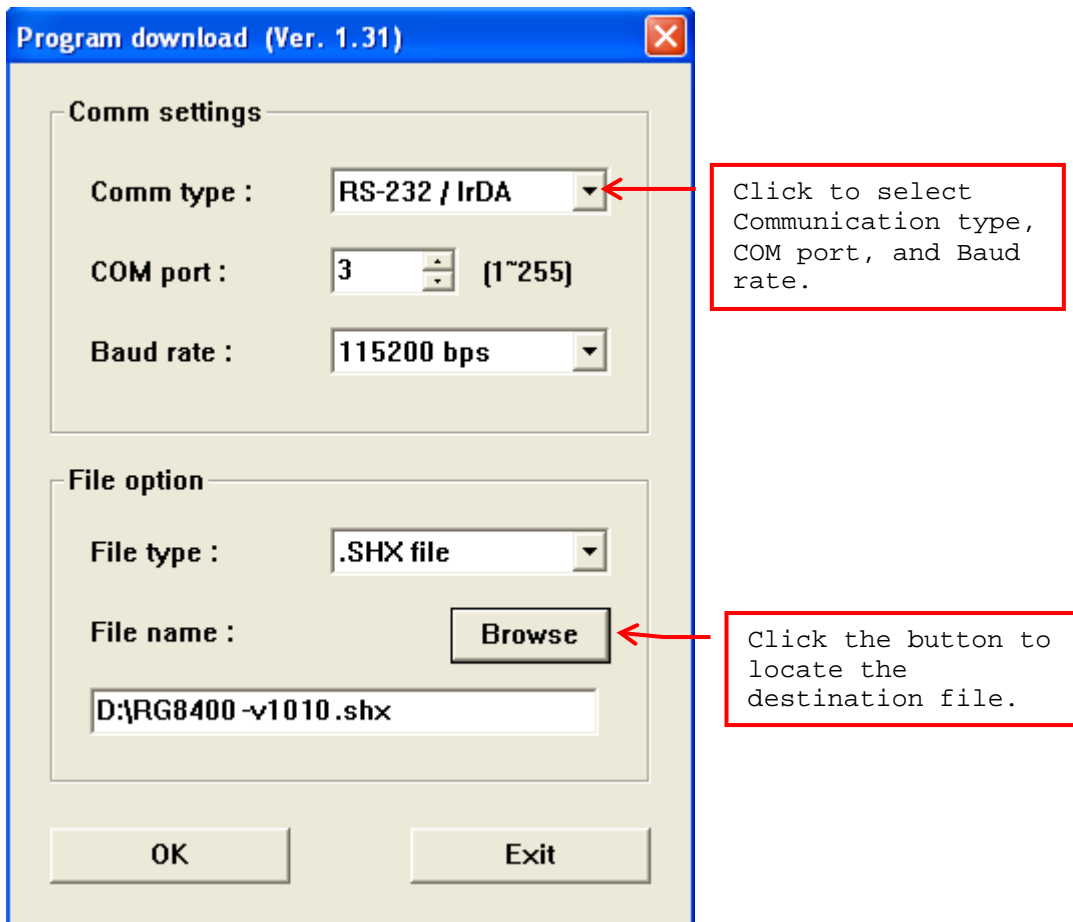 Program download (Ver. 1.31)
Comm settings
Comm type : RS-232 / IrDA
COM port : 3 (1~255)
Baud rate : 115200 bps
File option
File type : .SHX file
File name : Browse
D:\RG8400-v1010.shx
OK Exit
Click to select
Communication type,
COM port, and Baud
rate.
Click the button to
locate the
destination file.